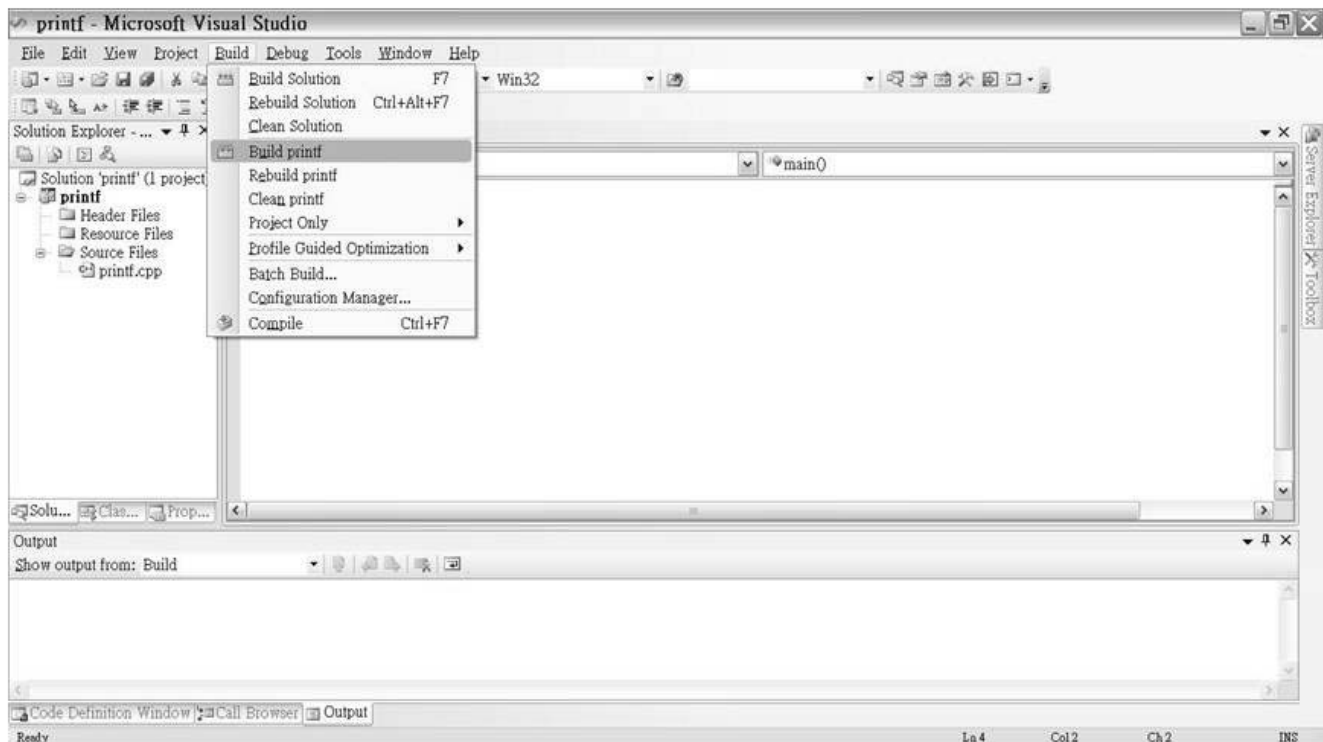 printf - Microsoft Visual Studio
File Edit View Project Build Debug Tools Window Help
Build Solution F7
Win32
Rebuild Solution Ctrl+Alt+F7
Clean Solution
Build printf
Rebuild printf
Clean printf
Project Only
Profile Guided Optimization
Batch Build...
Configuration Manager...
Compile Ctrl+F7
Solution Explorer - ...
Solution 'printf' (1 project)
printf
Header Files
Resource Files
Source Files
printf.cpp
main()
Server Explorer
Toolbox
Solu... Clas... Prop...
Output
Show output from: Build
Code Definition Window Call Browser Output
Ready Ln 4 Col 2 Ch 2 INS